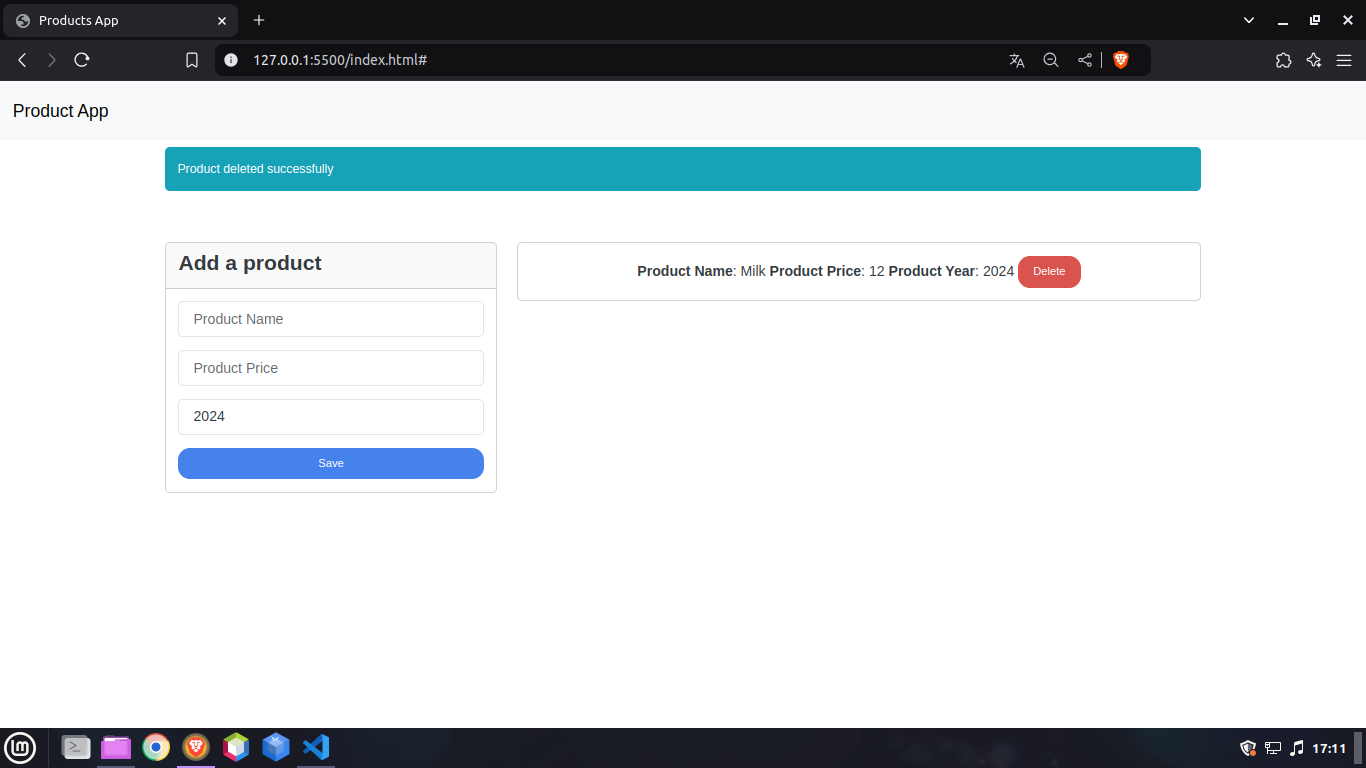 Products App
127.0.0.1:5500/index.html#
Product App
Product deleted successfully
Add a product
Product Name
Product Price
2024
Save
Product Name: Milk Product Price: 12 Product Year: 2024 Delete
17:11